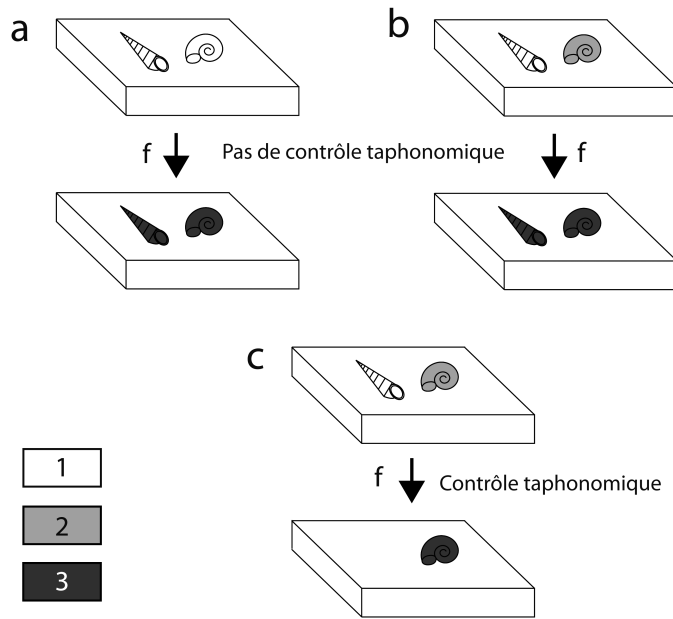 a
b
f
Pas de contrôle taphonomique
f
c
f
Contrôle taphonomique
1
2
3